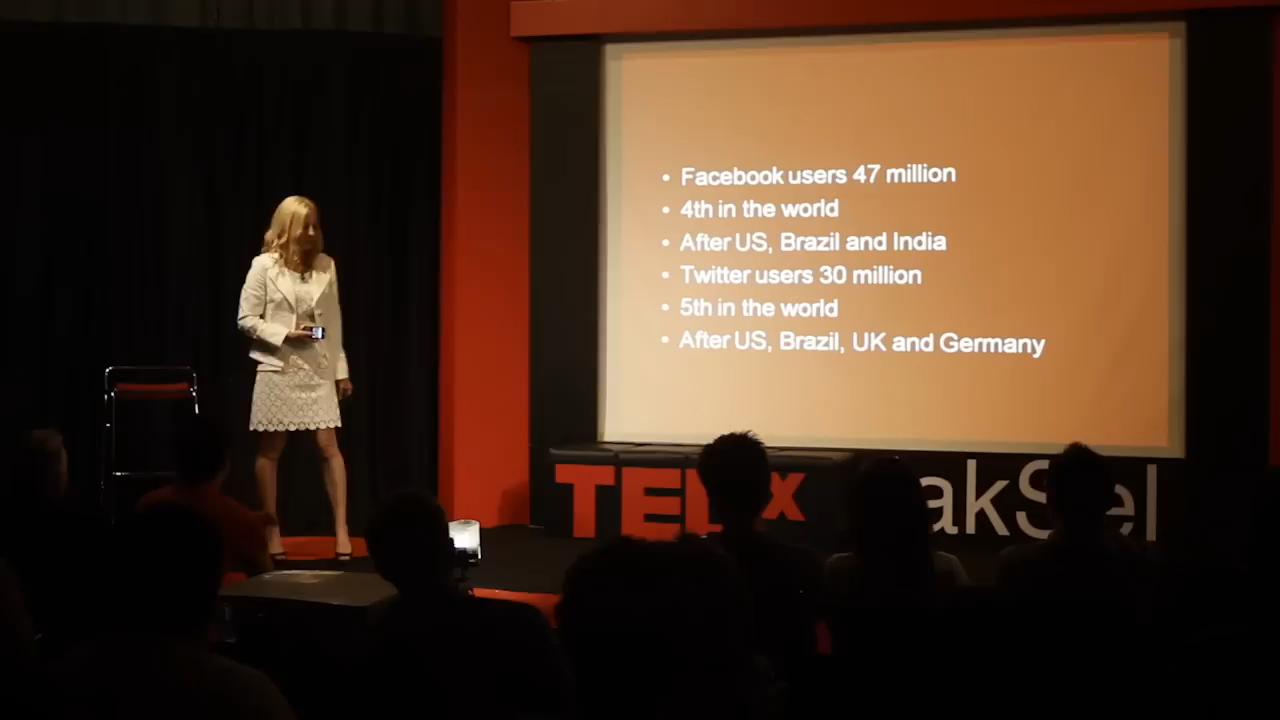 • Facebook users 47 million
• 4th in the world
• After US, Brazil and India
• Twitter users 30 million
• 5th in the world
• After US, Brazil, UK and Germany
TEDx